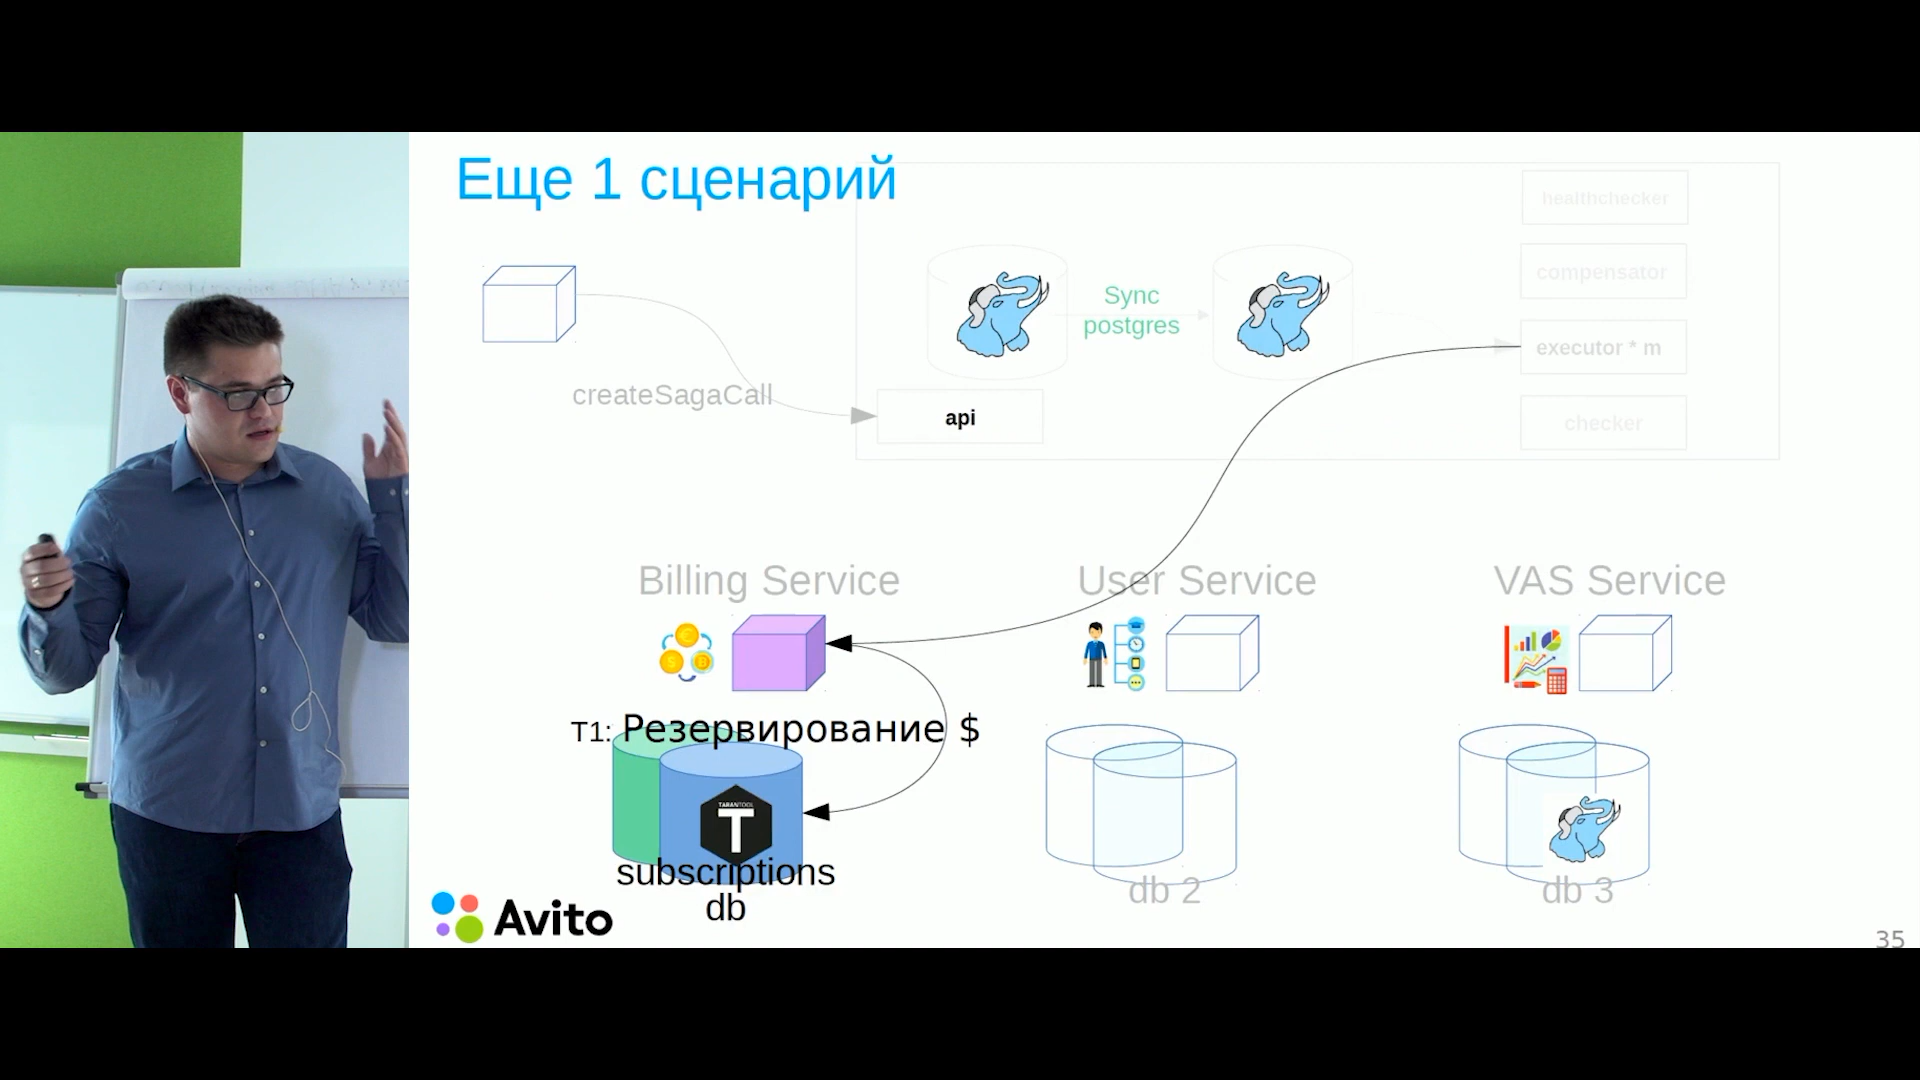 Еще 1 сценарий
healthchecker
compensator
Sync
postgres
executor * m
createSagaCall
api
checker
Billing Service
User Service
VAS Service
T1: Резервирование $
TARANTOOL
T
subscriptions
db
db 2
db 3
Avito
35